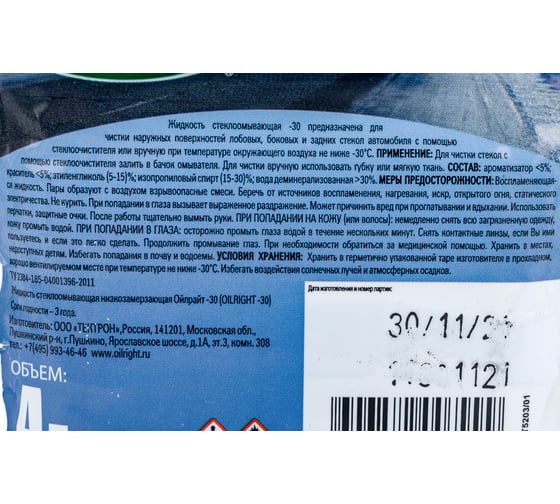 Жидкость стеклоомывающая -30 предназначена для
чистки наружных поверхностей лобовых, боковых и задних стекол автомобиля с помощью
стеклоочистителя или вручную при температуре окружающего воздуха не ниже -30°С. ПРИМЕНЕНИЕ: Для чистки стекол с
помощью стеклоочистителя залить в бачок омывателя. Для чистки вручную использовать губку или мягкую ткань. СОСТАВ: ароматизатор <5%;
краситель <5%; этиленгликоль (5-15)%; изопропиловый спирт (15-30)%; вода деминерализованная >30%. МЕРЫ ПРЕДОСТОРОЖНОСТИ: Воспламеняющая-
ся жидкость. Пары образуют с воздухом взрывоопасные смеси. Беречь от источников воспламенения, нагревания, искр, открытого огня, статического
электричества. Не курить. При попадании в глаза вызывает выраженное раздражение. Может причинить вред при проглатывании и вдыхании. Использовать
перчатки, защитные очки. После работы тщательно вымыть руки. ПРИ ПОПАДАНИИ НА КОЖУ (или волосы): немедленно снять всю загрязненную одежду,
кожу промыть водой. ПРИ ПОПАДАНИИ В ГЛАЗА: осторожно промыть глаза водой в течение нескольких минут. Снять контактные линзы, если Вы ими
пользуетесь и если это легко сделать. Продолжить промывание глаз. При необходимости обратиться за медицинской помощью. Хранить в местах,
недоступных детям. Избегать попадания в почву и водоемы. УСЛОВИЯ ХРАНЕНИЯ: Хранить в герметично упакованной таре изготовителя в прохладном,
хорошо вентилируемом месте при температуре не ниже -30°С. Избегать воздействия солнечных лучей и атмосферных осадков.
ТУ 2384-185-04001396-2011
Жидкость стеклоомывающая низкозамерзающая Ойлрайт -30 (OILRIGHT -30)
Срок годности – 3 года.
Изготовитель: ООО «ТЕКТРОН», Россия, 141201, Московская обл.,
Пушкинский р-н, г.Пушкино, Ярославское шоссе, д.1А, эт.3, комн. 308
тел.: +7(495) 993-46-46 www.oilright.ru
Дата изготовления и номер партии:
30/11/21
1121
ОБЪЕМ:
T5203/01